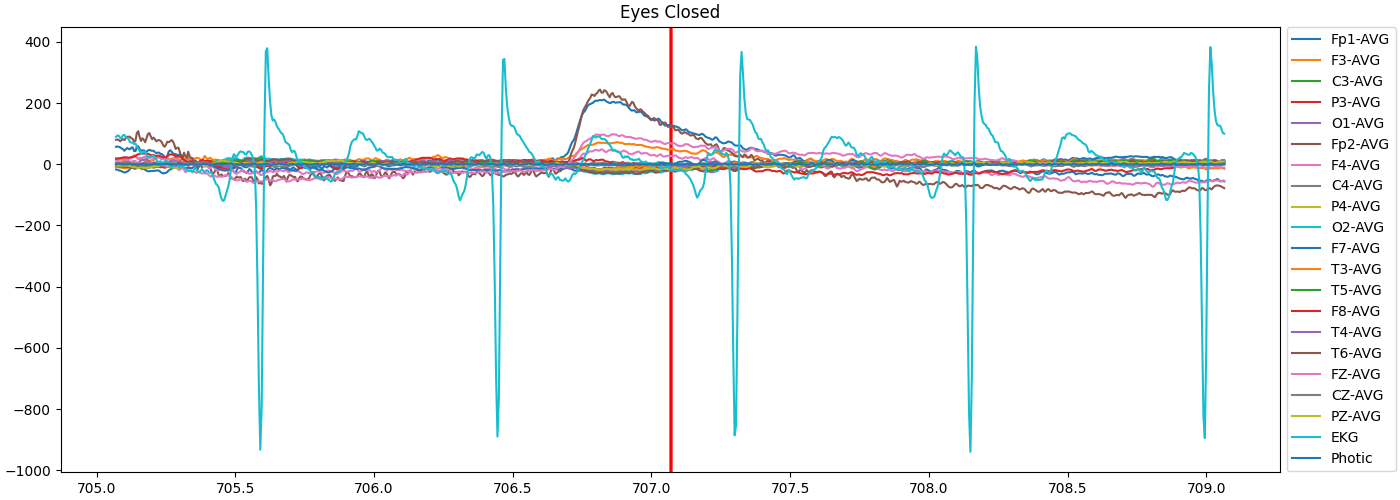 Eyes Closed
400
200
0
−200
−400
−600
−800
−1000
705.0 705.5 706.0 706.5 707.0 707.5 708.0 708.5 709.0
Fp1-AVG
F3-AVG
C3-AVG
P3-AVG
O1-AVG
Fp2-AVG
F4-AVG
C4-AVG
P4-AVG
O2-AVG
F7-AVG
T3-AVG
T5-AVG
F8-AVG
T4-AVG
T6-AVG
FZ-AVG
CZ-AVG
PZ-AVG
EKG
Photic